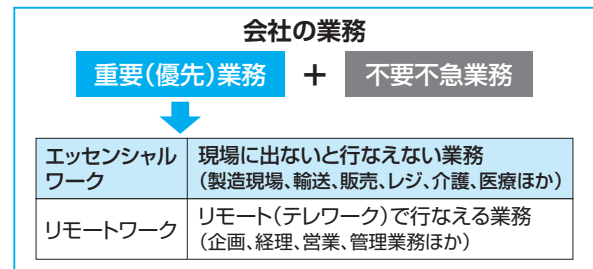 会社の業務
重要(優先)業務 + 不要不急業務
エッセンシャル
ワーク
現場に出ないと行なえない業務
(製造現場、輸送、販売、レジ、介護、医療ほか)
リモートワーク
リモート(テレワーク)で行なえる業務
(企画、経理、営業、管理業務ほか)